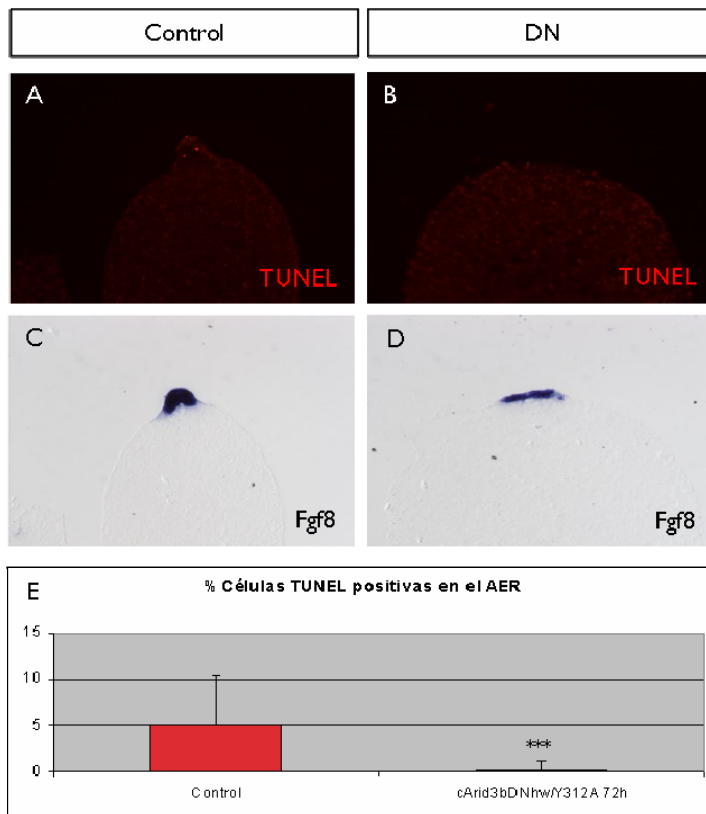 Control DN
A B
TUNEL TUNEL
C D
Fgf8 Fgf8
E % Células TUNEL positivas en el AER
15
10
5
0
***
Control cArid3bDNhw/Y312A 72h